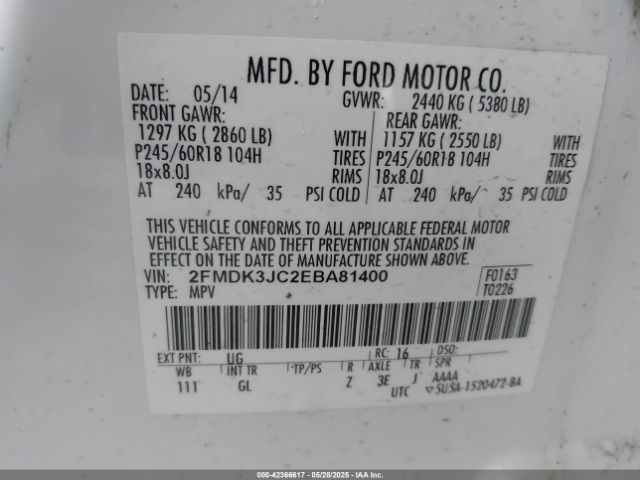 MFD. BY FORD MOTOR CO.
DATE: 05/14 GVWR: 2440 KG ( 5380 LB)
FRONT GAWR: REAR GAWR:
1297 KG ( 2860 LB) WITH 1157 KG ( 2550 LB) WITH
P245/60R18 104H TIRES P245/60R18 104H TIRES
18x8.0J RIMS 18x8.0J RIMS
AT 240 kPa/ 35 PSI COLD AT 240 kPa/ 35 PSI COLD
THIS VEHICLE CONFORMS TO ALL APPLICABLE FEDERAL MOTOR
VEHICLE SAFETY AND THEFT PREVENTION STANDARDS IN
EFFECT ON THE DATE OF MANUFACTURE SHOWN ABOVE.
VIN: 2FMDK3JC2EBA81400 F0163
TYPE: MPV T0226
EXT PNT: UG RC: 16 DSO:
WB INT TR TP/PS R AXLE TR SPR
111 GL Z 3E J AAAA
UTC 5U5A-1520472-BA
000-42366617 - 05/28/2025 - IAAI.COM